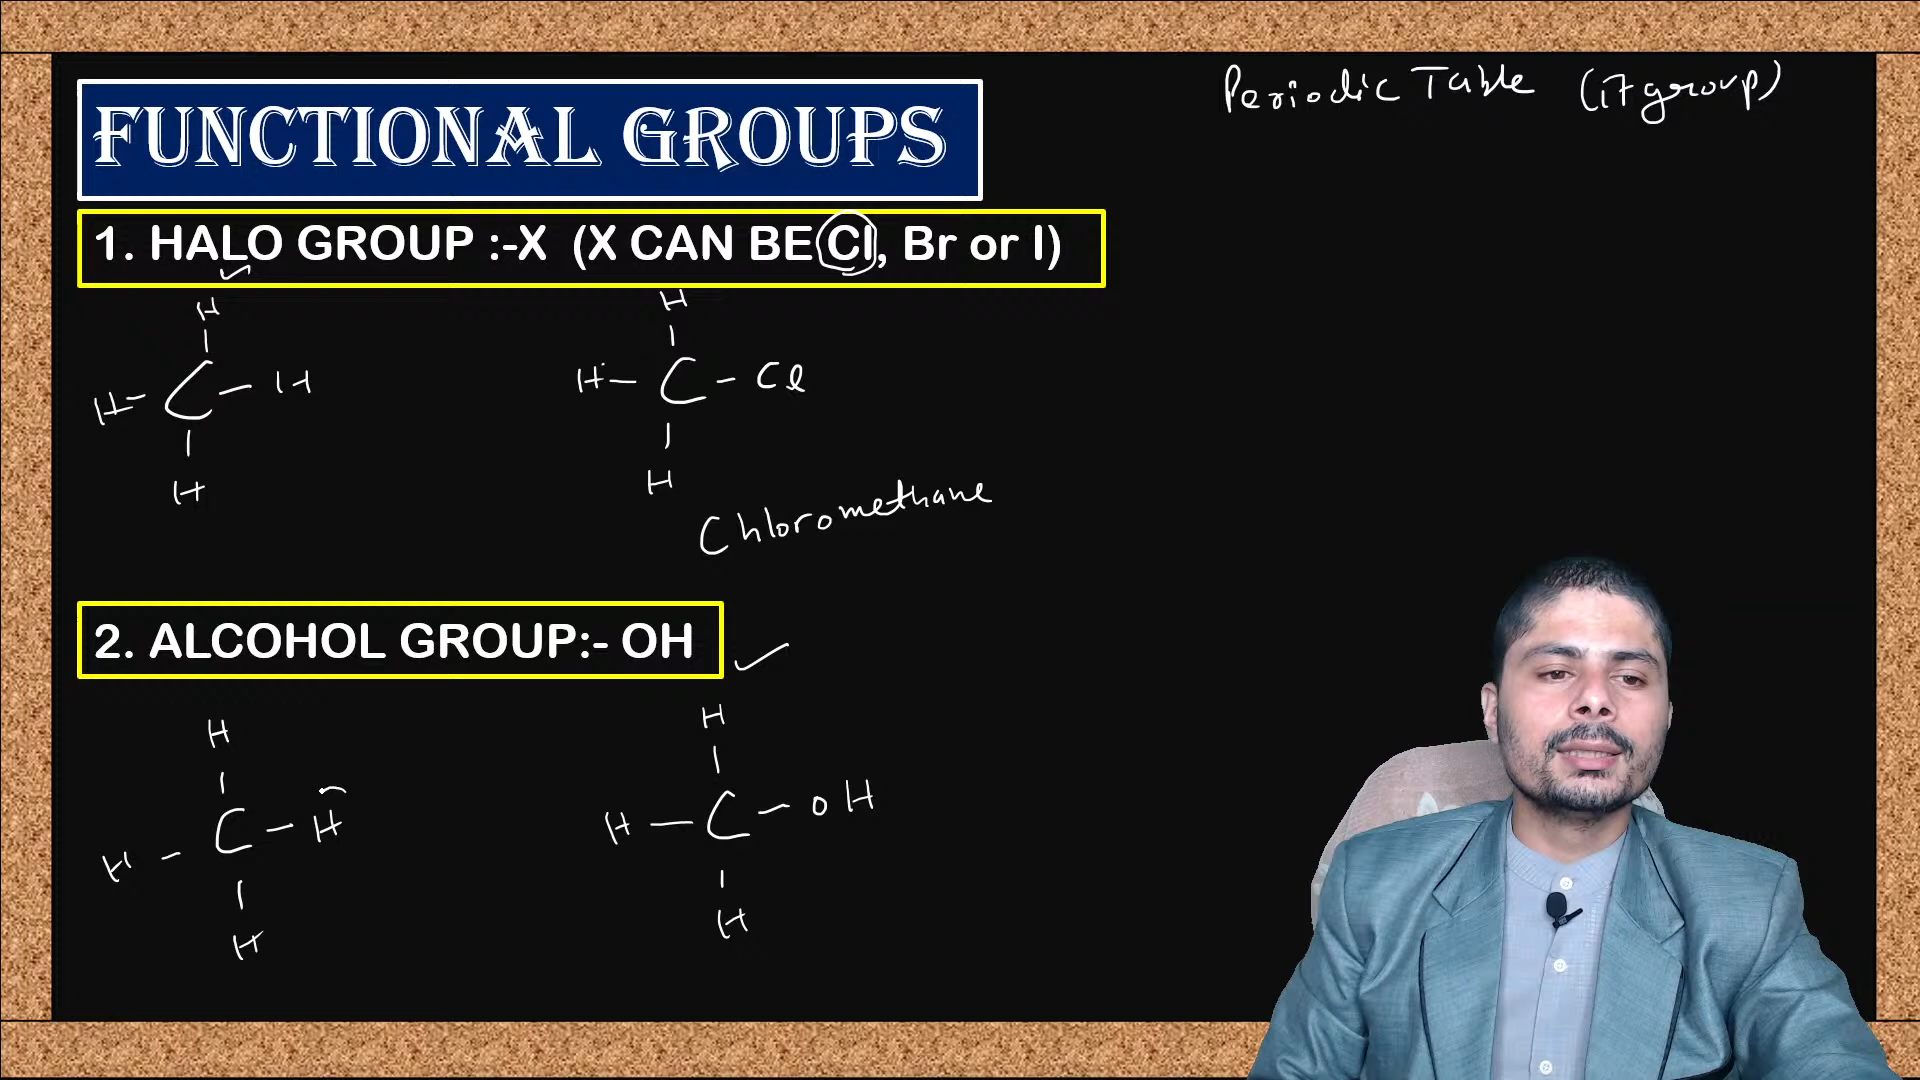 Periodic Table (17 group)
FUNCTIONAL GROUPS
1. HALO GROUP :-X (X CAN BE Cl, Br or I)
H H
H- C - H H- C - Cl
H H
Chloromethane
2. ALCOHOL GROUP:- OH
H H
H - C - H H - C - OH
H H